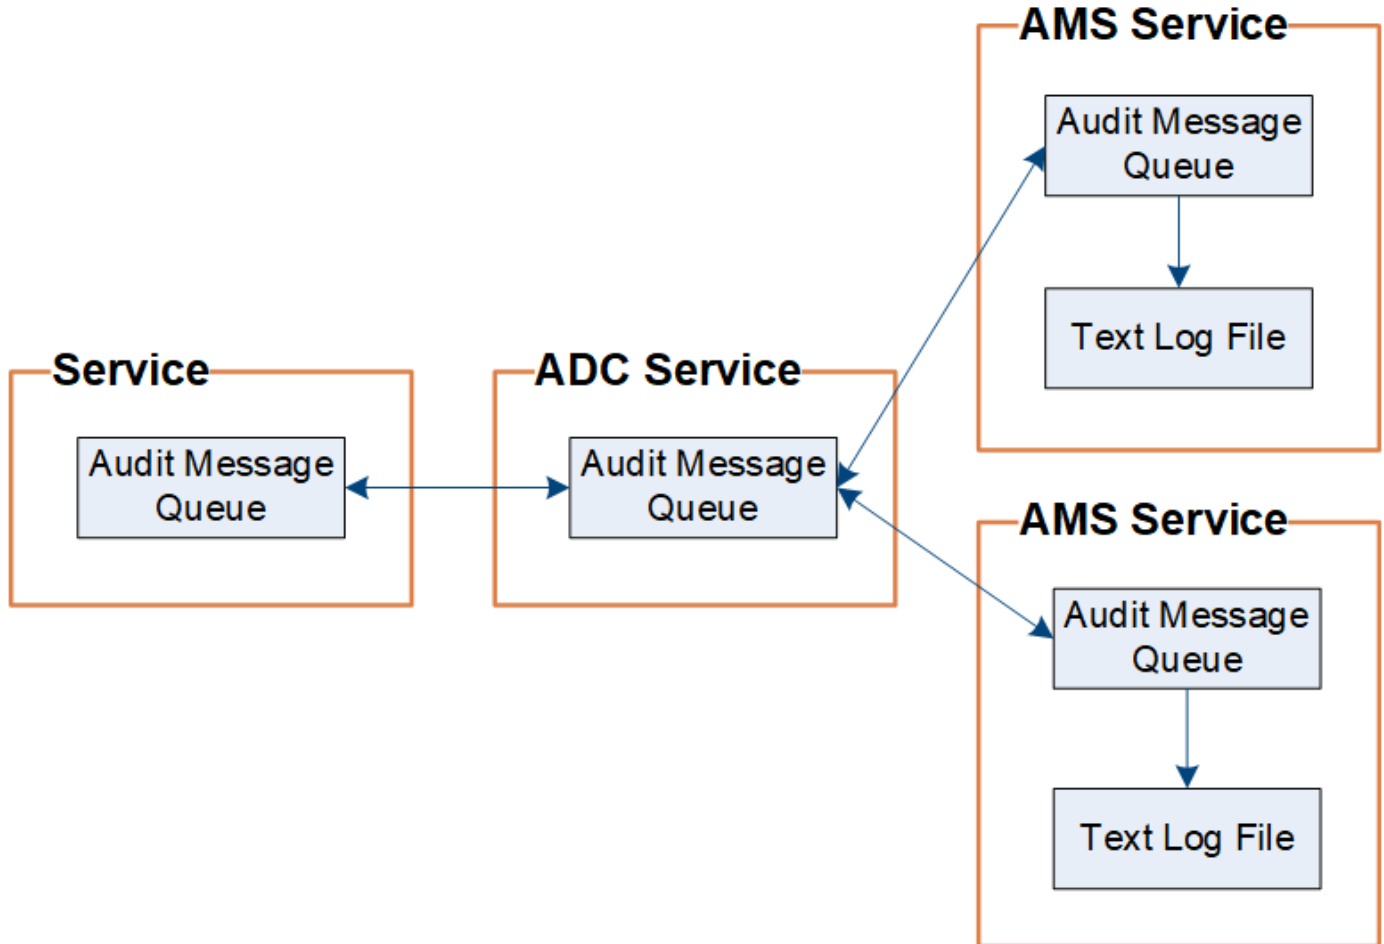 AMS Service
Audit Message
Queue
Text Log File
Service
Audit Message
Queue
ADC Service
Audit Message
Queue
AMS Service
Audit Message
Queue
Text Log File